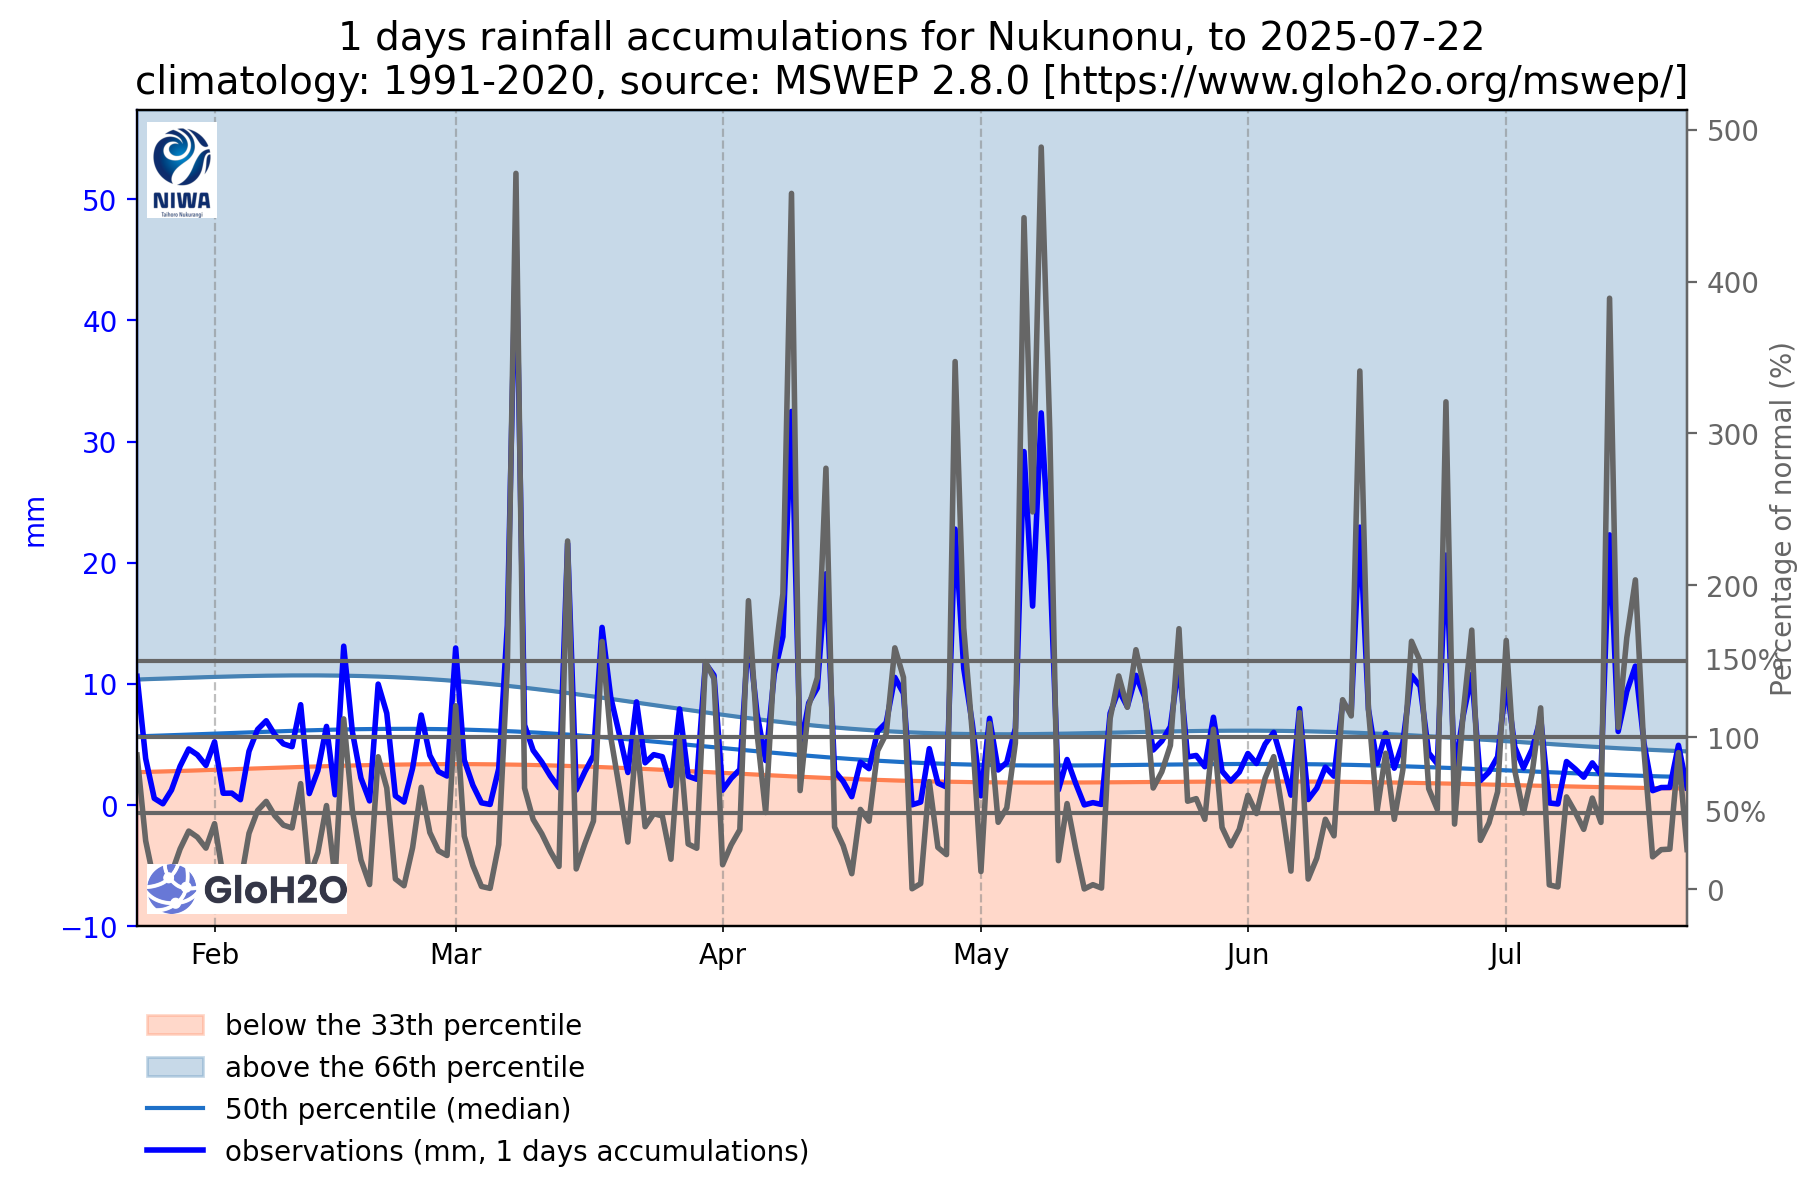 1 days rainfall accumulations for Nukunonu, to 2025-07-22
climatology: 1991-2020, source: MSWEP 2.8.0 [https://www.gloh2o.org/mswep/]
NIWA
Taihoro Nukurangi
mm
50
40
30
20
10
0
−10
500
400
300
200
150%
100
50%
0
Percentage of normal (%)
GloH2O
Feb
Mar
Apr
May
Jun
Jul
below the 33th percentile
above the 66th percentile
50th percentile (median)
observations (mm, 1 days accumulations)